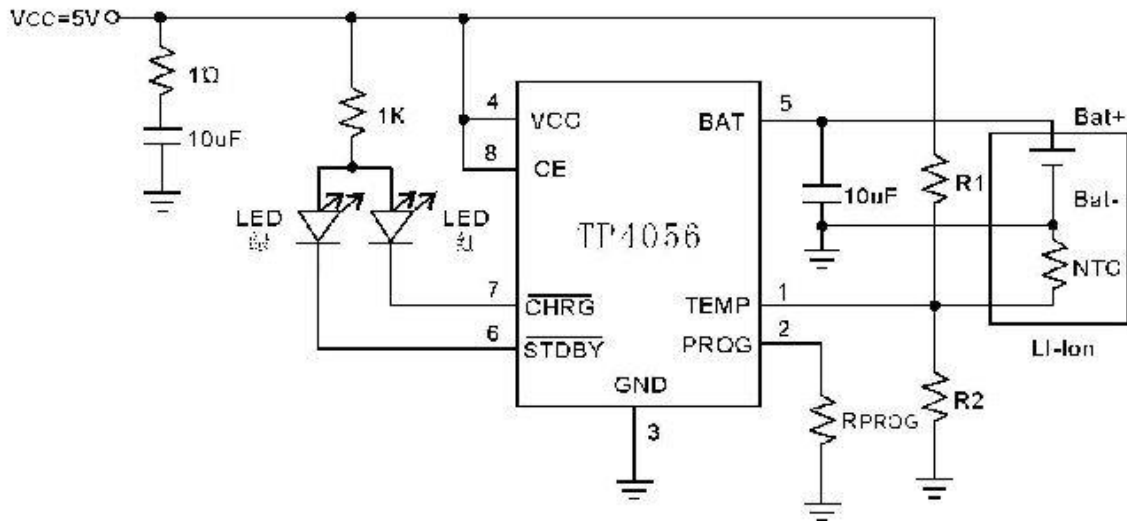 VCC=5V
1Ω
10uF
1K
LED
LED
红
4
8
7
6
VCC
CE
CHRG
STDBY
TP4056
GND
3
BAT
TEMP
PROG
5
1
2
10uF
R1
R2
RPROG
Bat+
Bat-
NTC
LI-Ion